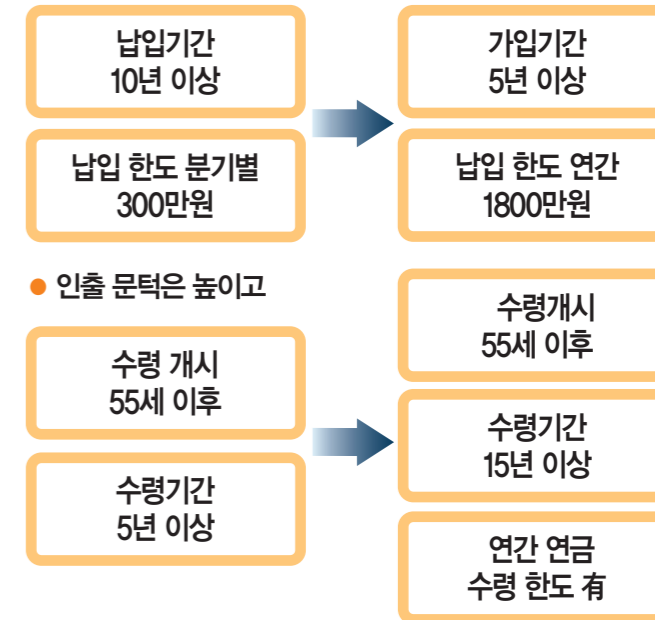 납입기간
10년 이상
납입 한도 분기별
300만원
가입기간
5년 이상
납입 한도 연간
1800만원
● 인출 문턱은 높이고
수령 개시
55세 이후
수령기간
5년 이상
수령개시
55세 이후
수령기간
15년 이상
연간 연금
수령 한도 有